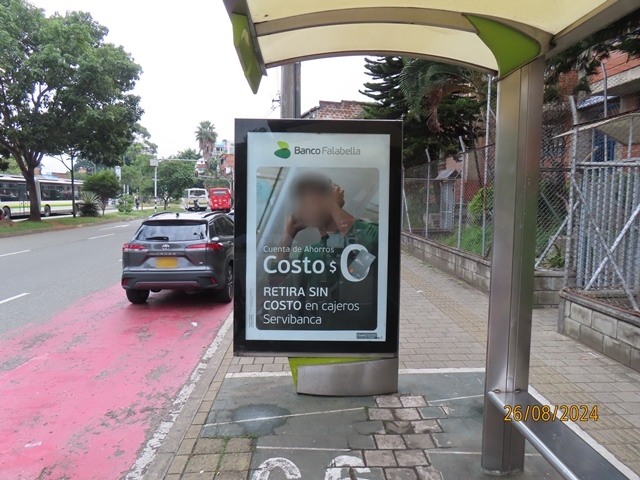 Banco Falabella
Cuenta de Ahorros
Costo $0
RETIRA SIN
COSTO en cajeros
Servibanca
26/08/2024